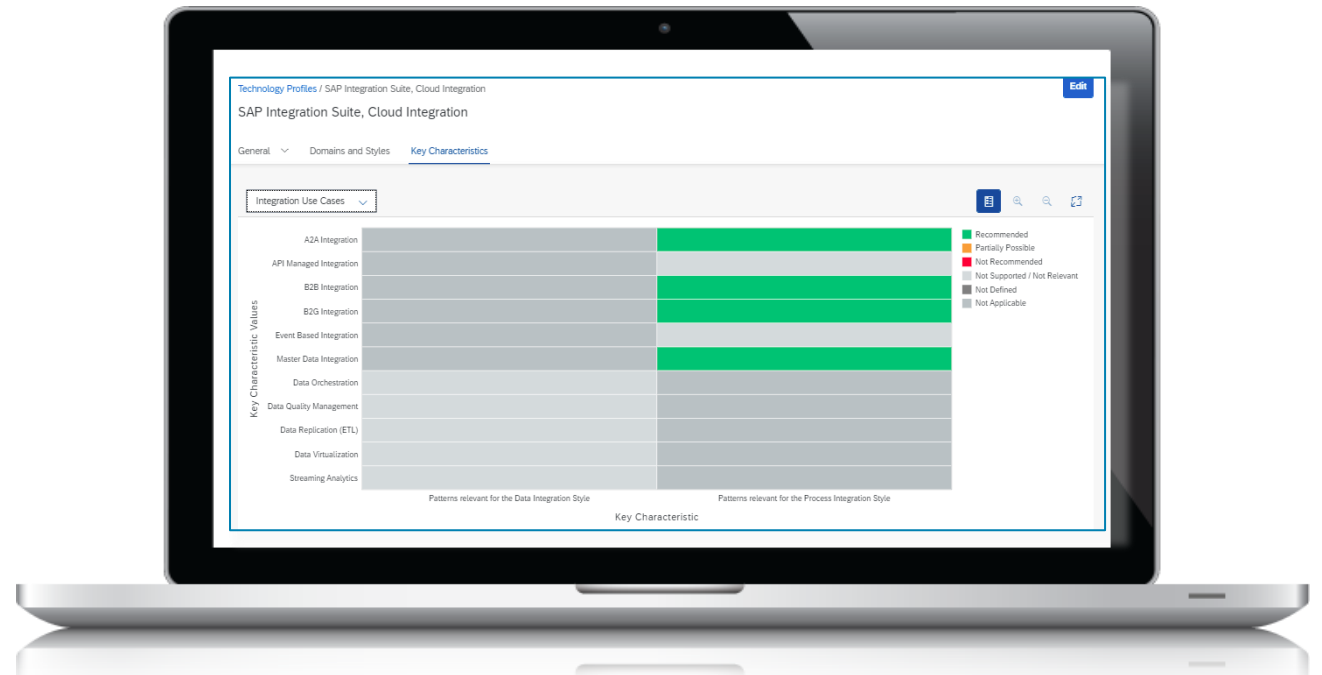 Technology Profiles / SAP Integration Suite, Cloud Integration
Edit
SAP Integration Suite, Cloud Integration
General
Domains and Styles
Key Characteristics
Integration Use Cases
A2A Integration
API Managed Integration
B2B Integration
B2G Integration
Event Based Integration
Master Data Integration
Data Orchestration
Data Quality Management
Data Replication (ETL)
Data Virtualization
Streaming Analytics
Key Characteristic Values
Patterns relevant for the Data Integration Style
Patterns relevant for the Process Integration Style
Key Characteristic
Recommended
Partially Possible
Not Recommended
Not Supported / Not Relevant
Not Defined
Not Applicable